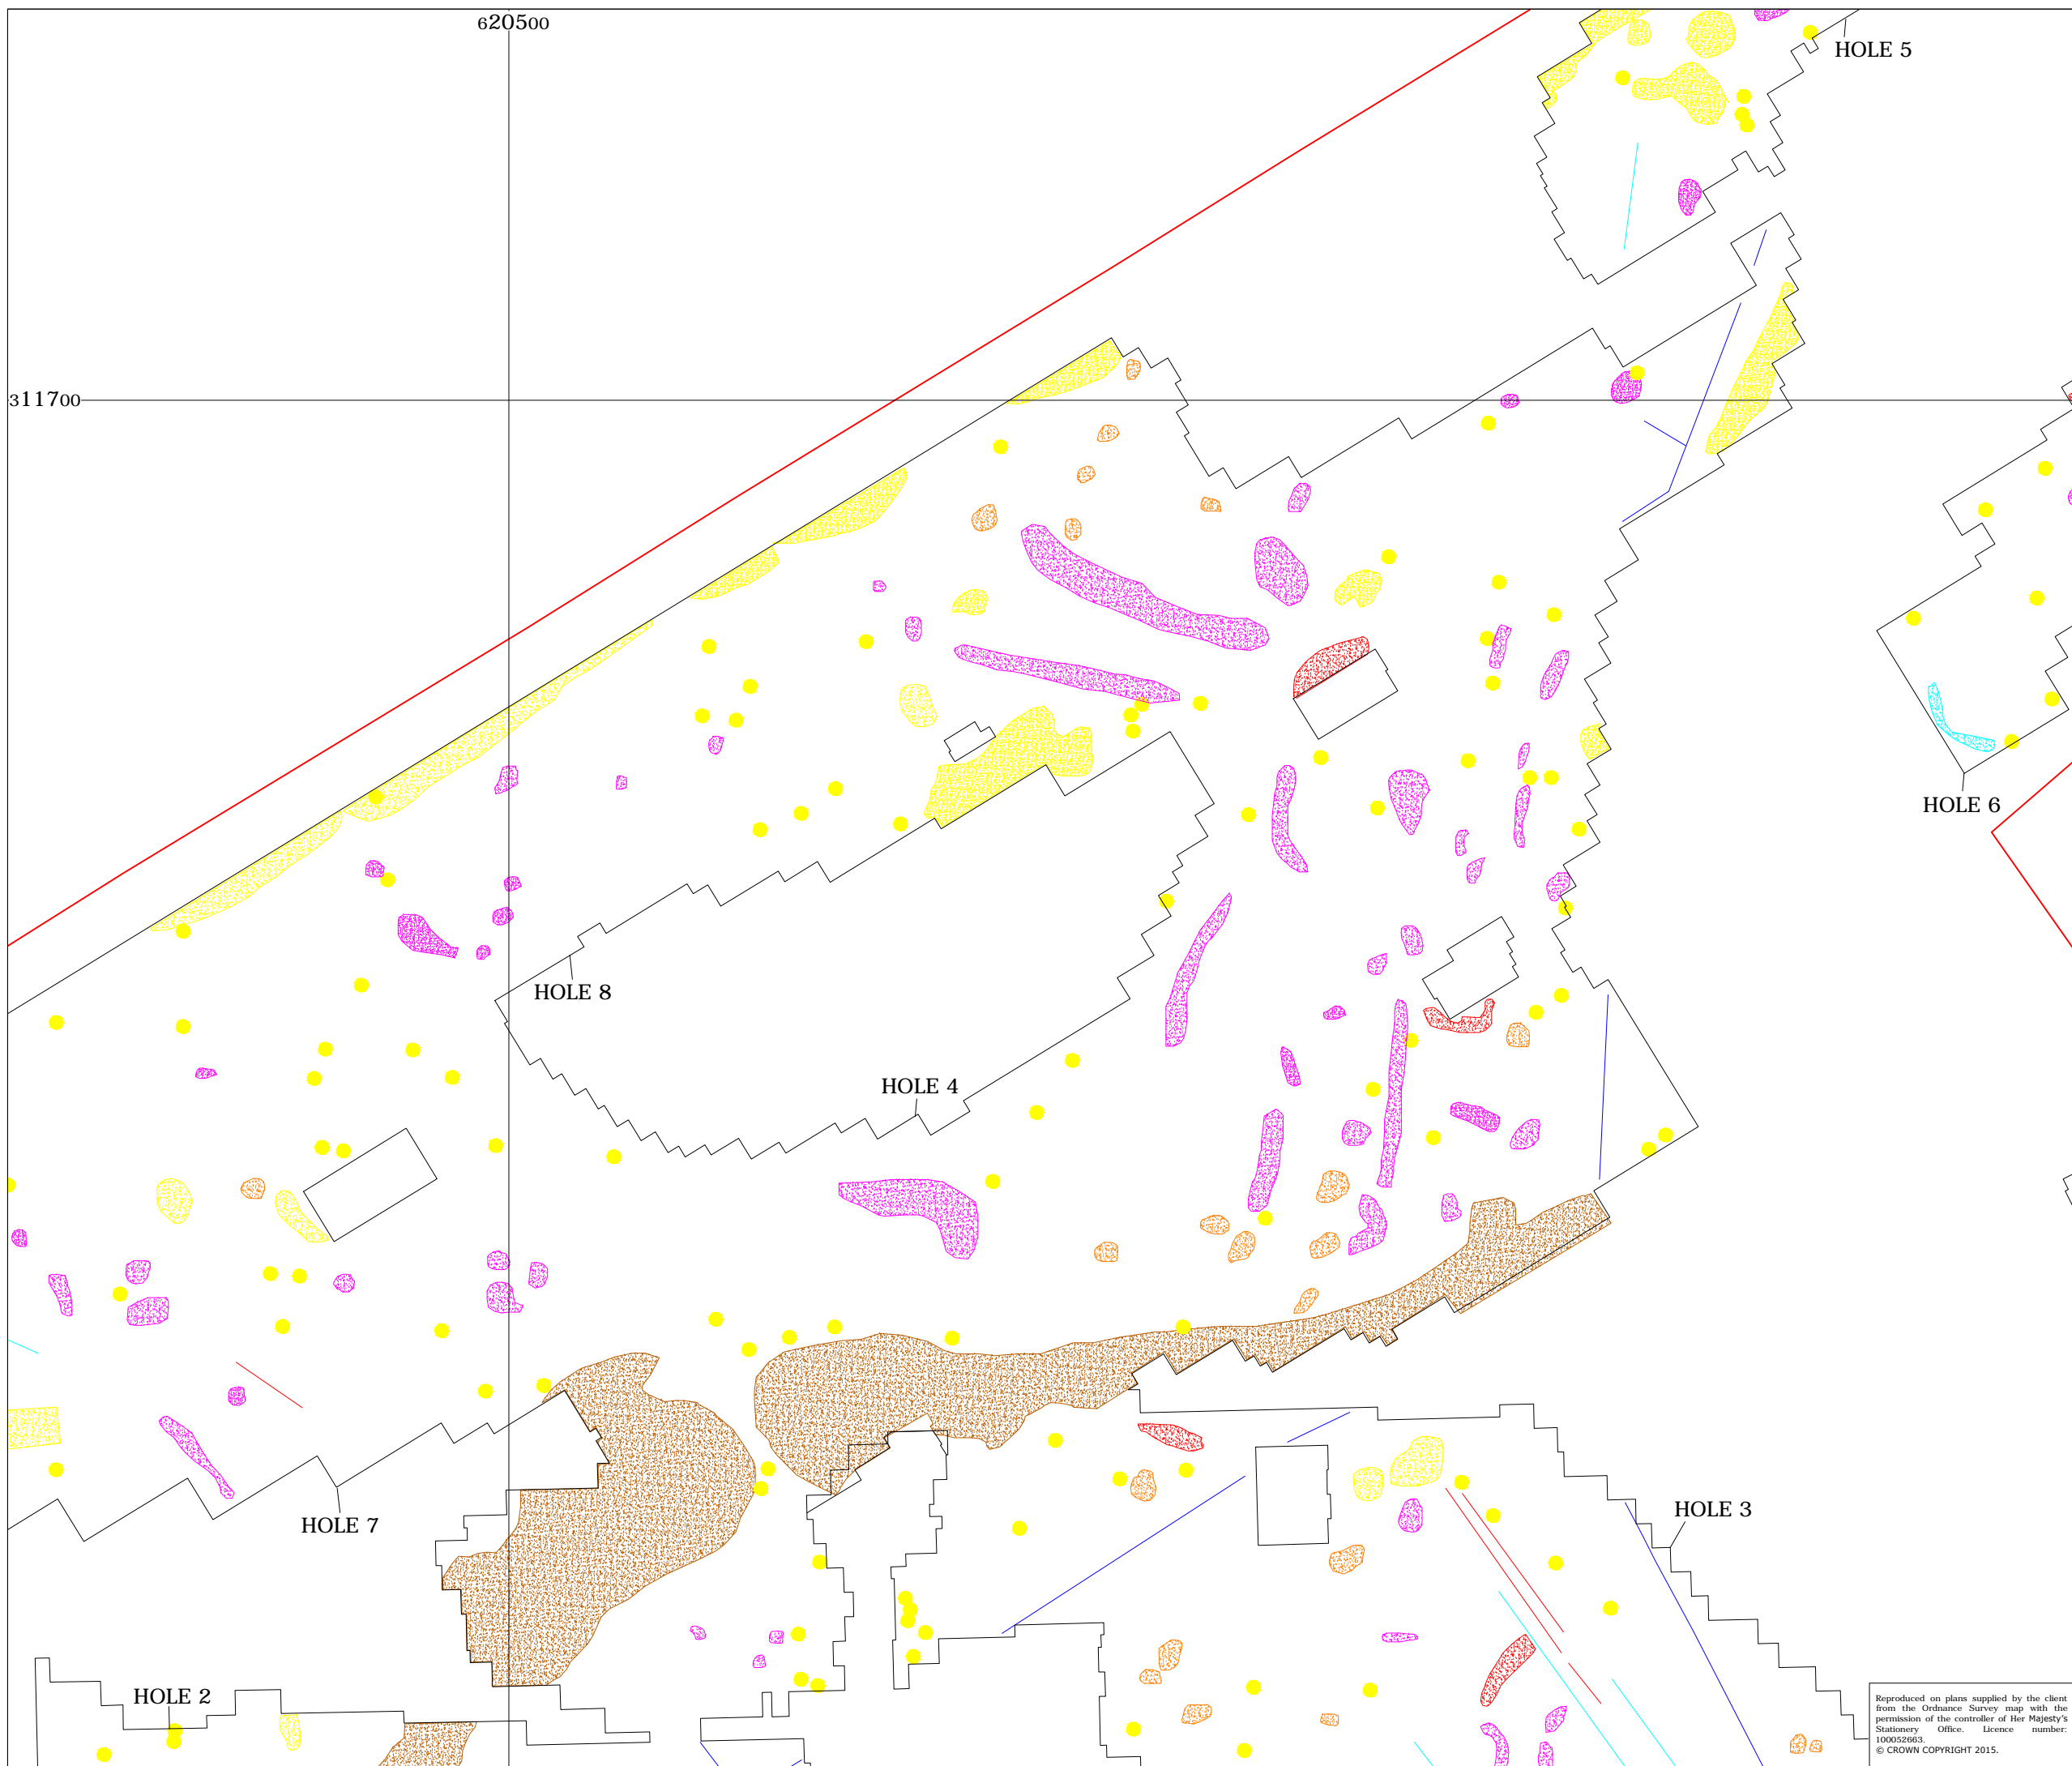 620500
HOLE 5
311700
HOLE 6
HOLE 8
HOLE 4
HOLE 7
HOLE 3
HOLE 2
Reproduced on plans supplied by the client
from the Ordnance Survey map with the
permission of the controller of Her Majesty's
Stationery Office. Licence number:
100052663.
© CROWN COPYRIGHT 2015.